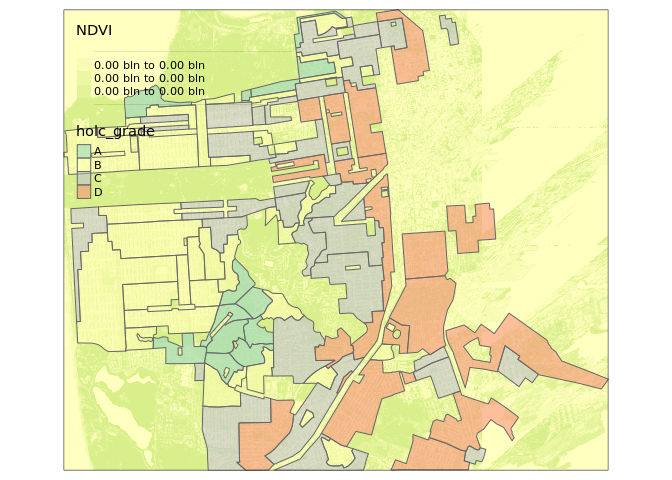 NDVI
0.00 bln to 0.00 bln
0.00 bln to 0.00 bln
0.00 bln to 0.00 bln
holc_grade
A
B
C
D